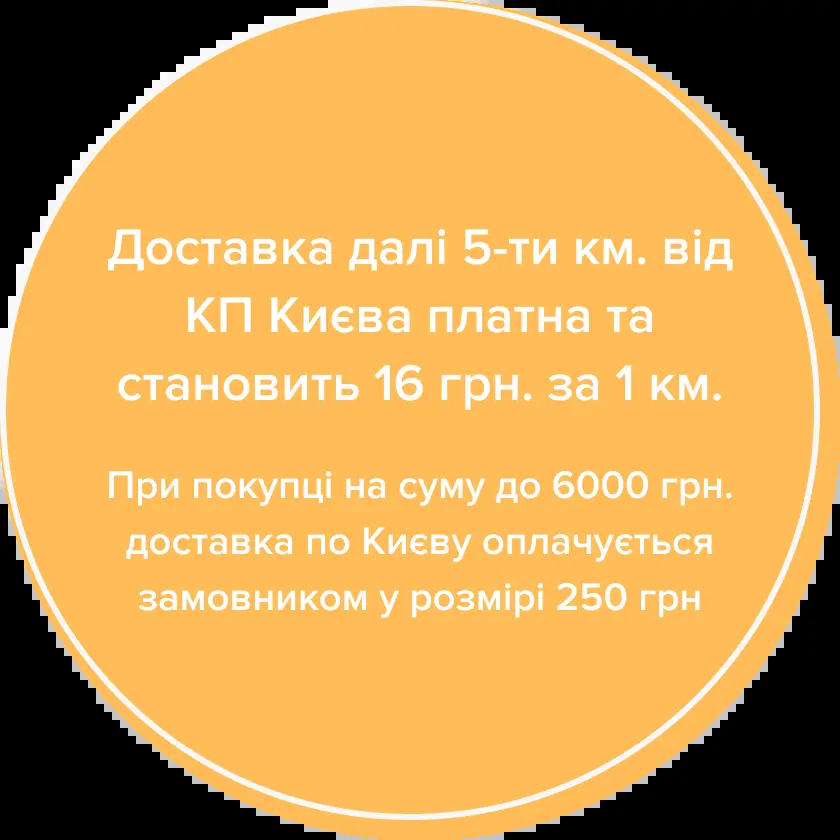 Доставка далі 5-ти км. від
КП Києва платна та
становить 16 грн. за 1 км.
При покупці на суму до 6000 грн.
доставка по Києву оплачується
замовником у розмірі 250 грн